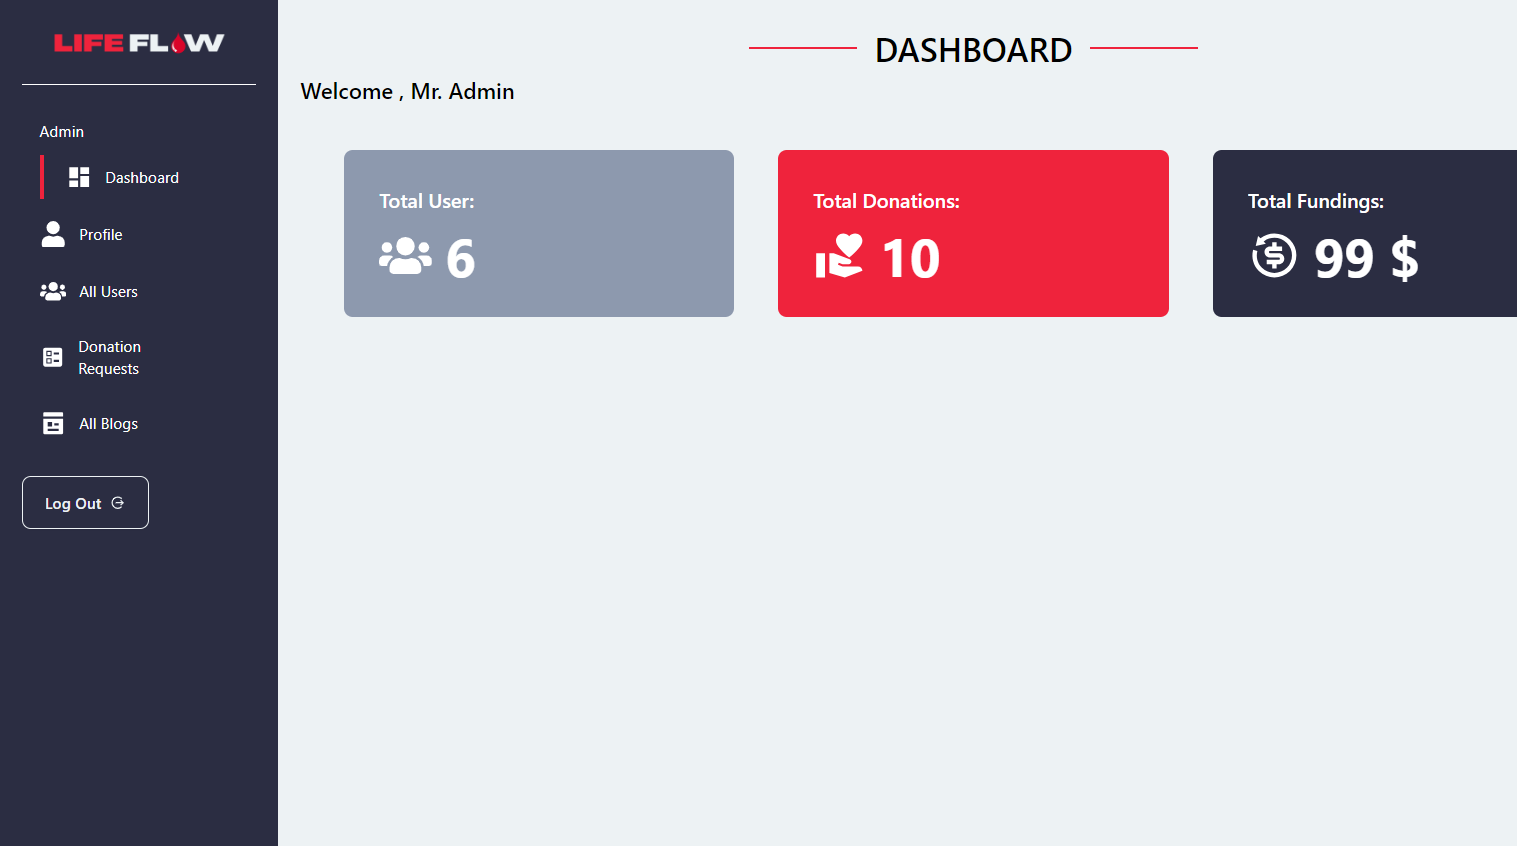 LIFE FLOW
Admin
Dashboard
Profile
All Users
Donation
Requests
All Blogs
Log Out
DASHBOARD
Welcome , Mr. Admin
Total User:
6
Total Donations:
10
Total Fundings:
99 $